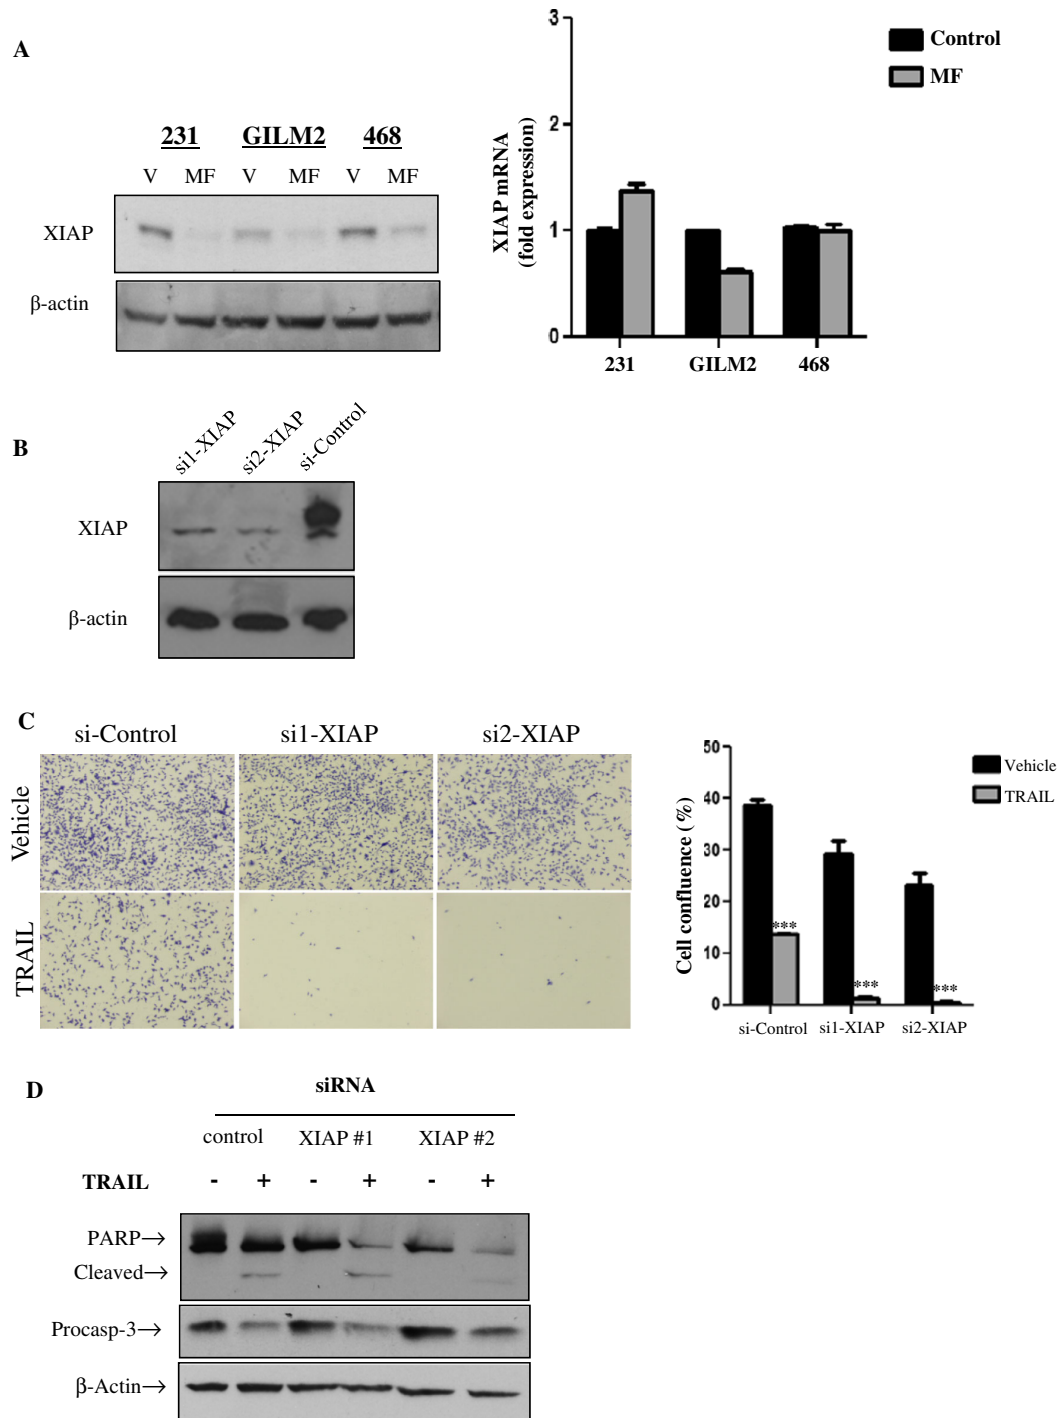 A
231 GILM2 468
V MF V MF V MF
XIAP
β-actin
3
2
1
0
XIAP mRNA
(fold expression)
231 GILM2 468
Control
MF
B
si1-XIAP si2-XIAP si-Control
XIAP
β-actin
C
si-Control si1-XIAP si2-XIAP
Vehicle
TRAIL
50
40
30
20
10
0
Cell confluence (%)
*** *** ***
si-Control si1-XIAP si2-XIAP
Vehicle
TRAIL
D
siRNA
control XIAP #1 XIAP #2
TRAIL - + - + - +
PARP→
Cleaved→
Procasp-3→
β-Actin→